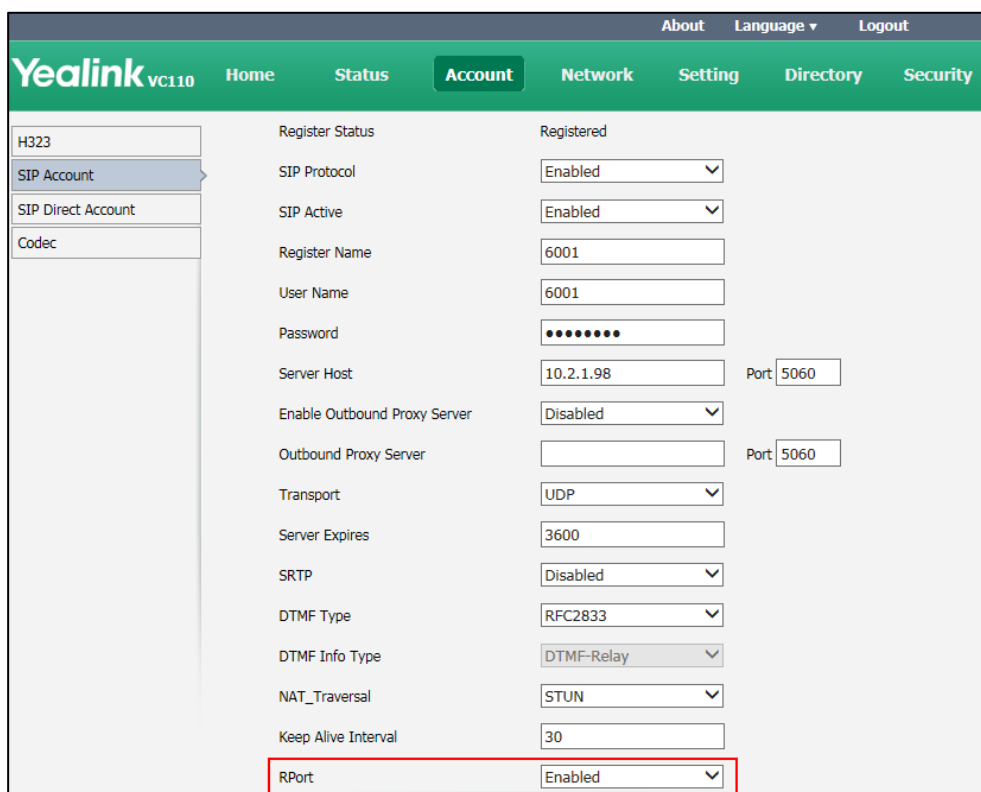 About Language ▾ Logout
Yealink VC110 Home Status Account Network Setting Directory Security
H323
SIP Account
SIP Direct Account
Codec
Register Status Registered
SIP Protocol Enabled
SIP Active Enabled
Register Name 6001
User Name 6001
Password ••••••••
Server Host 10.2.1.98 Port 5060
Enable Outbound Proxy Server Disabled
Outbound Proxy Server Port 5060
Transport UDP
Server Expires 3600
SRTP Disabled
DTMF Type RFC2833
DTMF Info Type DTMF-Relay
NAT_Traversal STUN
Keep Alive Interval 30
RPort Enabled